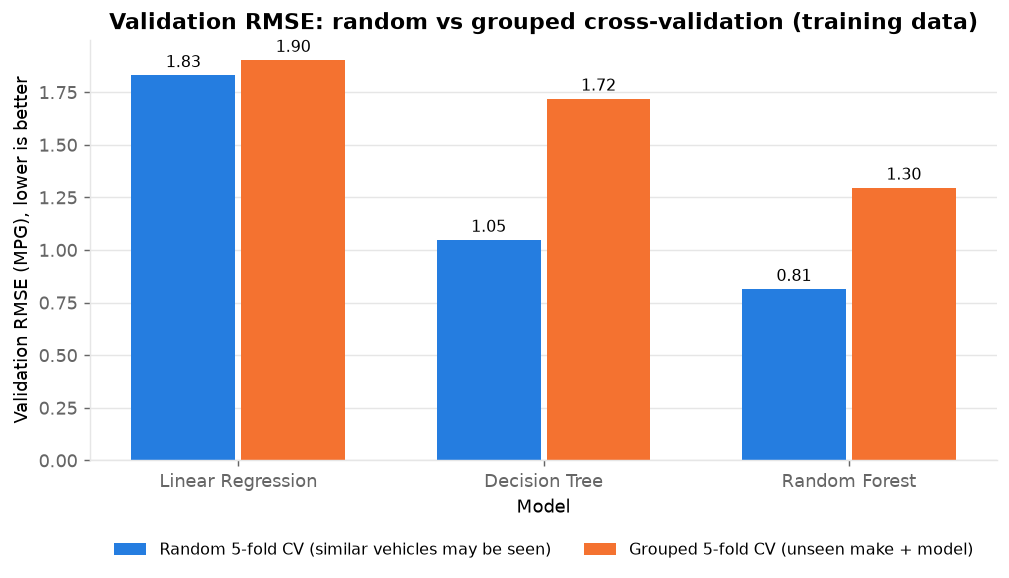 Validation RMSE: random vs grouped cross-validation (training data)
Validation RMSE (MPG), lower is better
1.75
1.50
1.25
1.00
0.75
0.50
0.25
0.00
1.83
1.90
1.05
1.72
0.81
1.30
Linear Regression
Decision Tree
Random Forest
Model
Random 5-fold CV (similar vehicles may be seen)
Grouped 5-fold CV (unseen make + model)